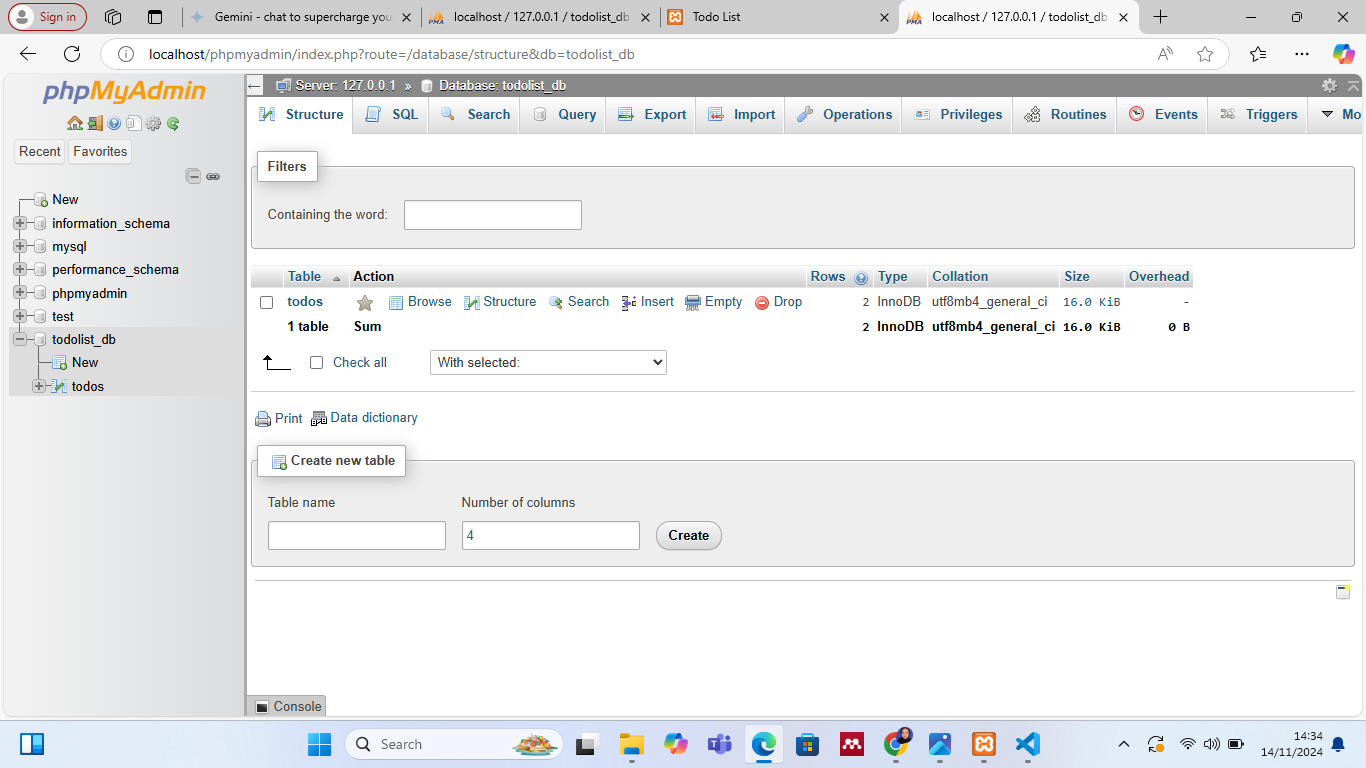 Sign in
Gemini - chat to supercharge you
localhost / 127.0.0.1 / todolist_db
Todo List
localhost / 127.0.0.1 / todolist_db
localhost/phpmyadmin/index.php?route=/database/structure&db=todolist_db
phpMyAdmin
Recent Favorites
New
information_schema
mysql
performance_schema
phpmyadmin
test
todolist_db
New
todos
Server: 127.0.0.1 » Database: todolist_db
Structure SQL Search Query Export Import Operations Privileges Routines Events Triggers Mo
Filters
Containing the word:
Table Action Rows Type Collation Size Overhead
todos Browse Structure Search Insert Empty Drop 2 InnoDB utf8mb4_general_ci 16.0 KiB -
1 table Sum 2 InnoDB utf8mb4_general_ci 16.0 KiB 0 B
Check all With selected:
Print Data dictionary
Create new table
Table name Number of columns
4 Create
Console
Search
14:34
14/11/2024